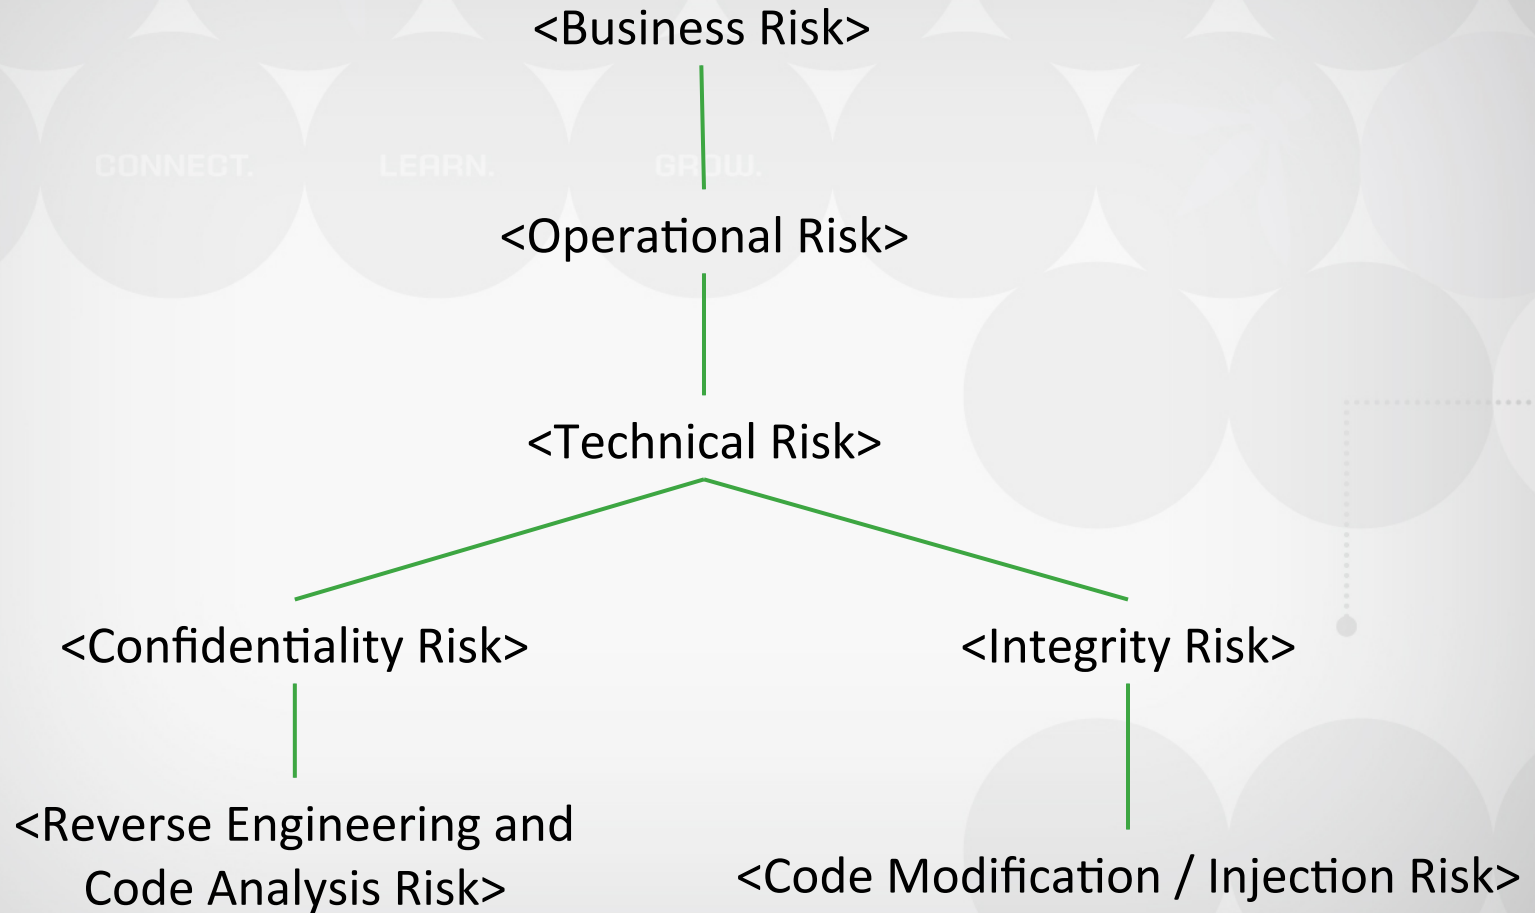 <Business Risk>
CONNECT. LEARN. GROW.
<Operational Risk>
<Technical Risk>
<Confidentiality Risk> <Integrity Risk>
<Reverse Engineering and
Code Analysis Risk>
<Code Modification / Injection Risk>